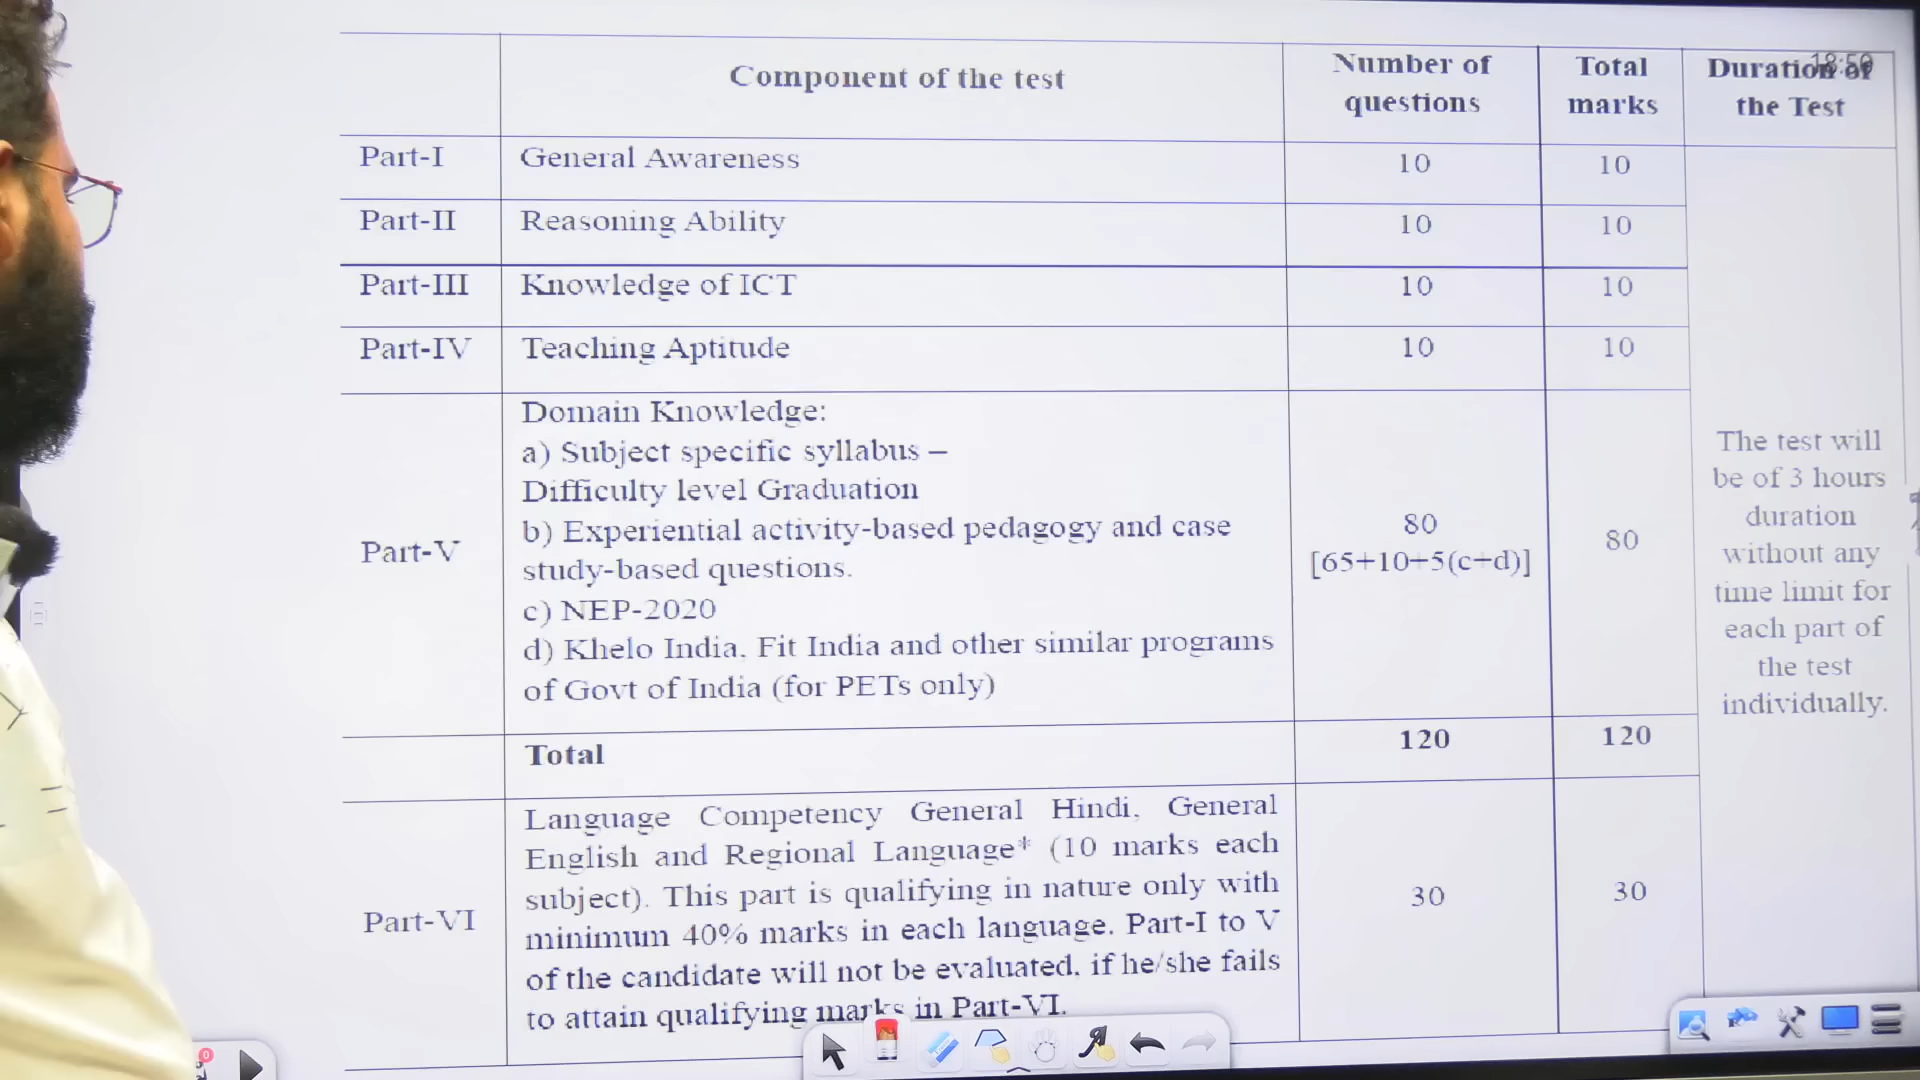 Component of the test
Number of
questions
Total
marks
Duration of
the Test
18:50
Part-I
General Awareness
10
10
Part-II
Reasoning Ability
10
10
Part-III
Knowledge of ICT
10
10
Part-IV
Teaching Aptitude
10
10
Part-V
Domain Knowledge:
a) Subject specific syllabus –
Difficulty level Graduation
b) Experiential activity-based pedagogy and case
study-based questions.
c) NEP-2020
d) Khelo India, Fit India and other similar programs
of Govt of India (for PETs only)
80
[65+10+5(c+d)]
80
The test will
be of 3 hours
duration
without any
time limit for
each part of
the test
individually.
Total
120
120
Part-VI
Language Competency General Hindi, General
English and Regional Language* (10 marks each
subject). This part is qualifying in nature only with
minimum 40% marks in each language. Part-I to V
of the candidate will not be evaluated, if he/she fails
to attain qualifying marks in Part-VI.
30
30
0